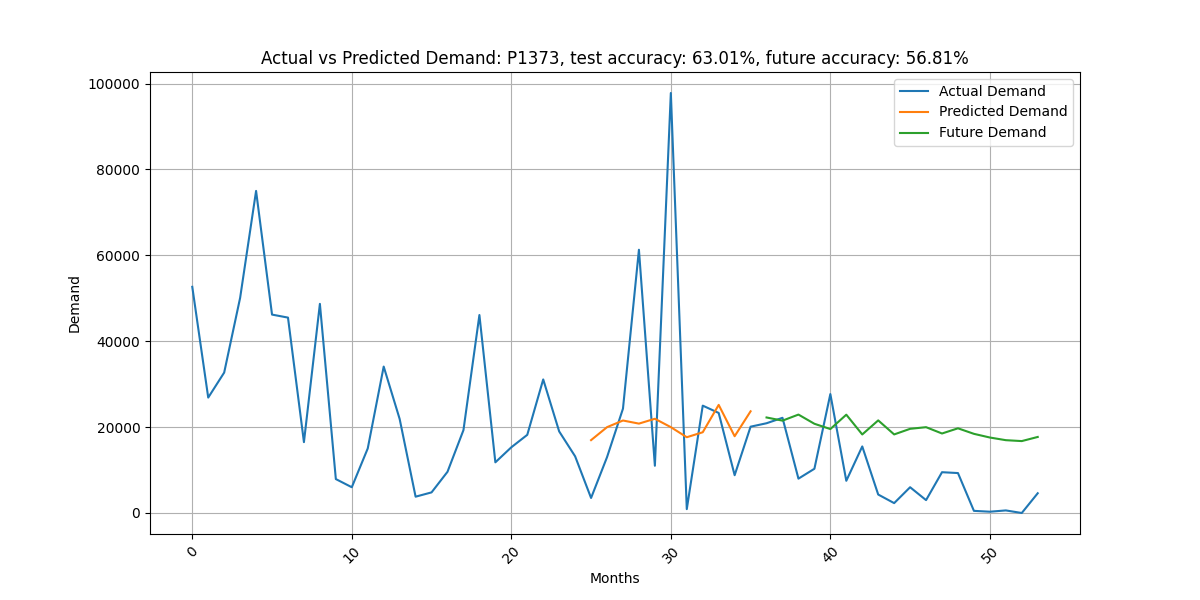 Actual vs Predicted Demand: P1373, test accuracy: 63.01%, future accuracy: 56.81%
Actual Demand
Predicted Demand
Future Demand
Demand
100000
80000
60000
40000
20000
0
0
10
20
30
40
50
Months